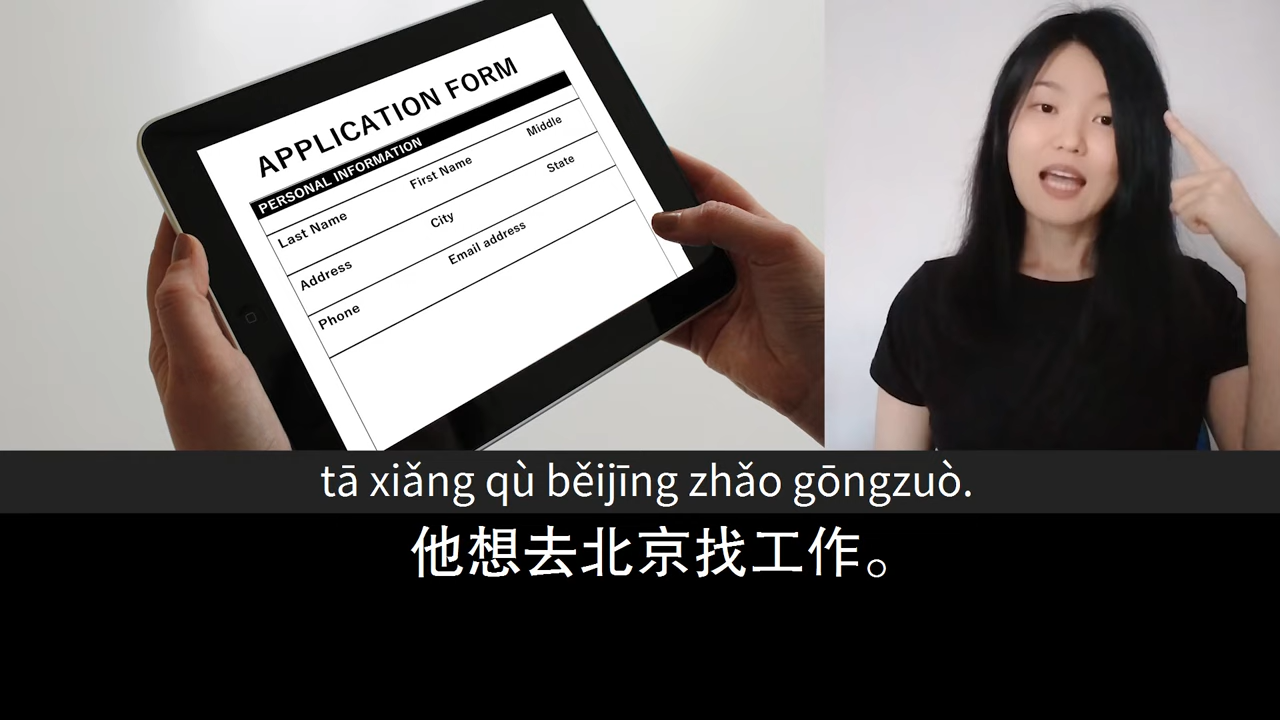 APPLICATION FORM
PERSONAL INFORMATION
Last Name First Name Middle
Address City State
Phone Email address
tā xiǎng qù běijīng zhǎo gōngzuò.
他想去北京找工作。